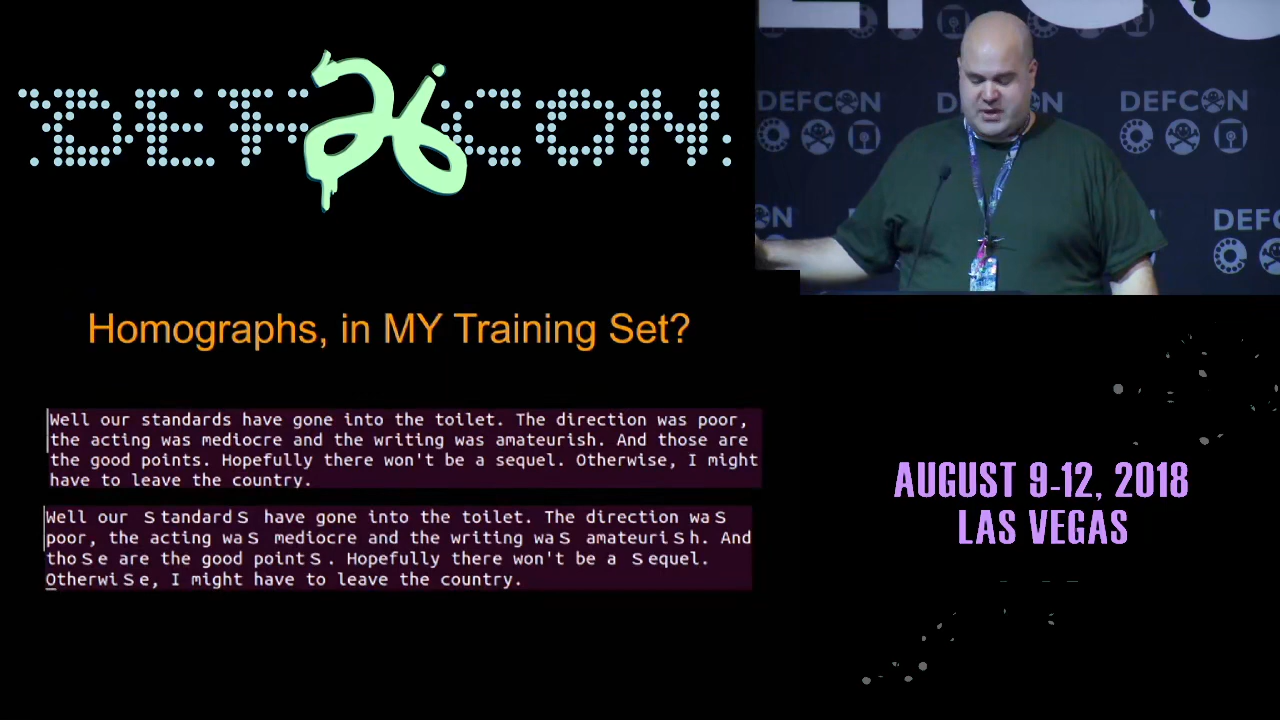 DEF 26 CON
DEFCON
DEFCON
DEFC
Homographs, in MY Training Set?
Well our standards have gone into the toilet. The direction was poor,
the acting was mediocre and the writing was amateurish. And those are
the good points. Hopefully there won't be a sequel. Otherwise, I might
have to leave the country.
Well our StandardS have gone into the toilet. The direction waS
poor, the acting waS mediocre and the writing waS amateuriSh. And
thoSe are the good pointS. Hopefully there won't be a Sequel.
OtherwiSe, I might have to leave the country.
AUGUST 9-12, 2018
LAS VEGAS